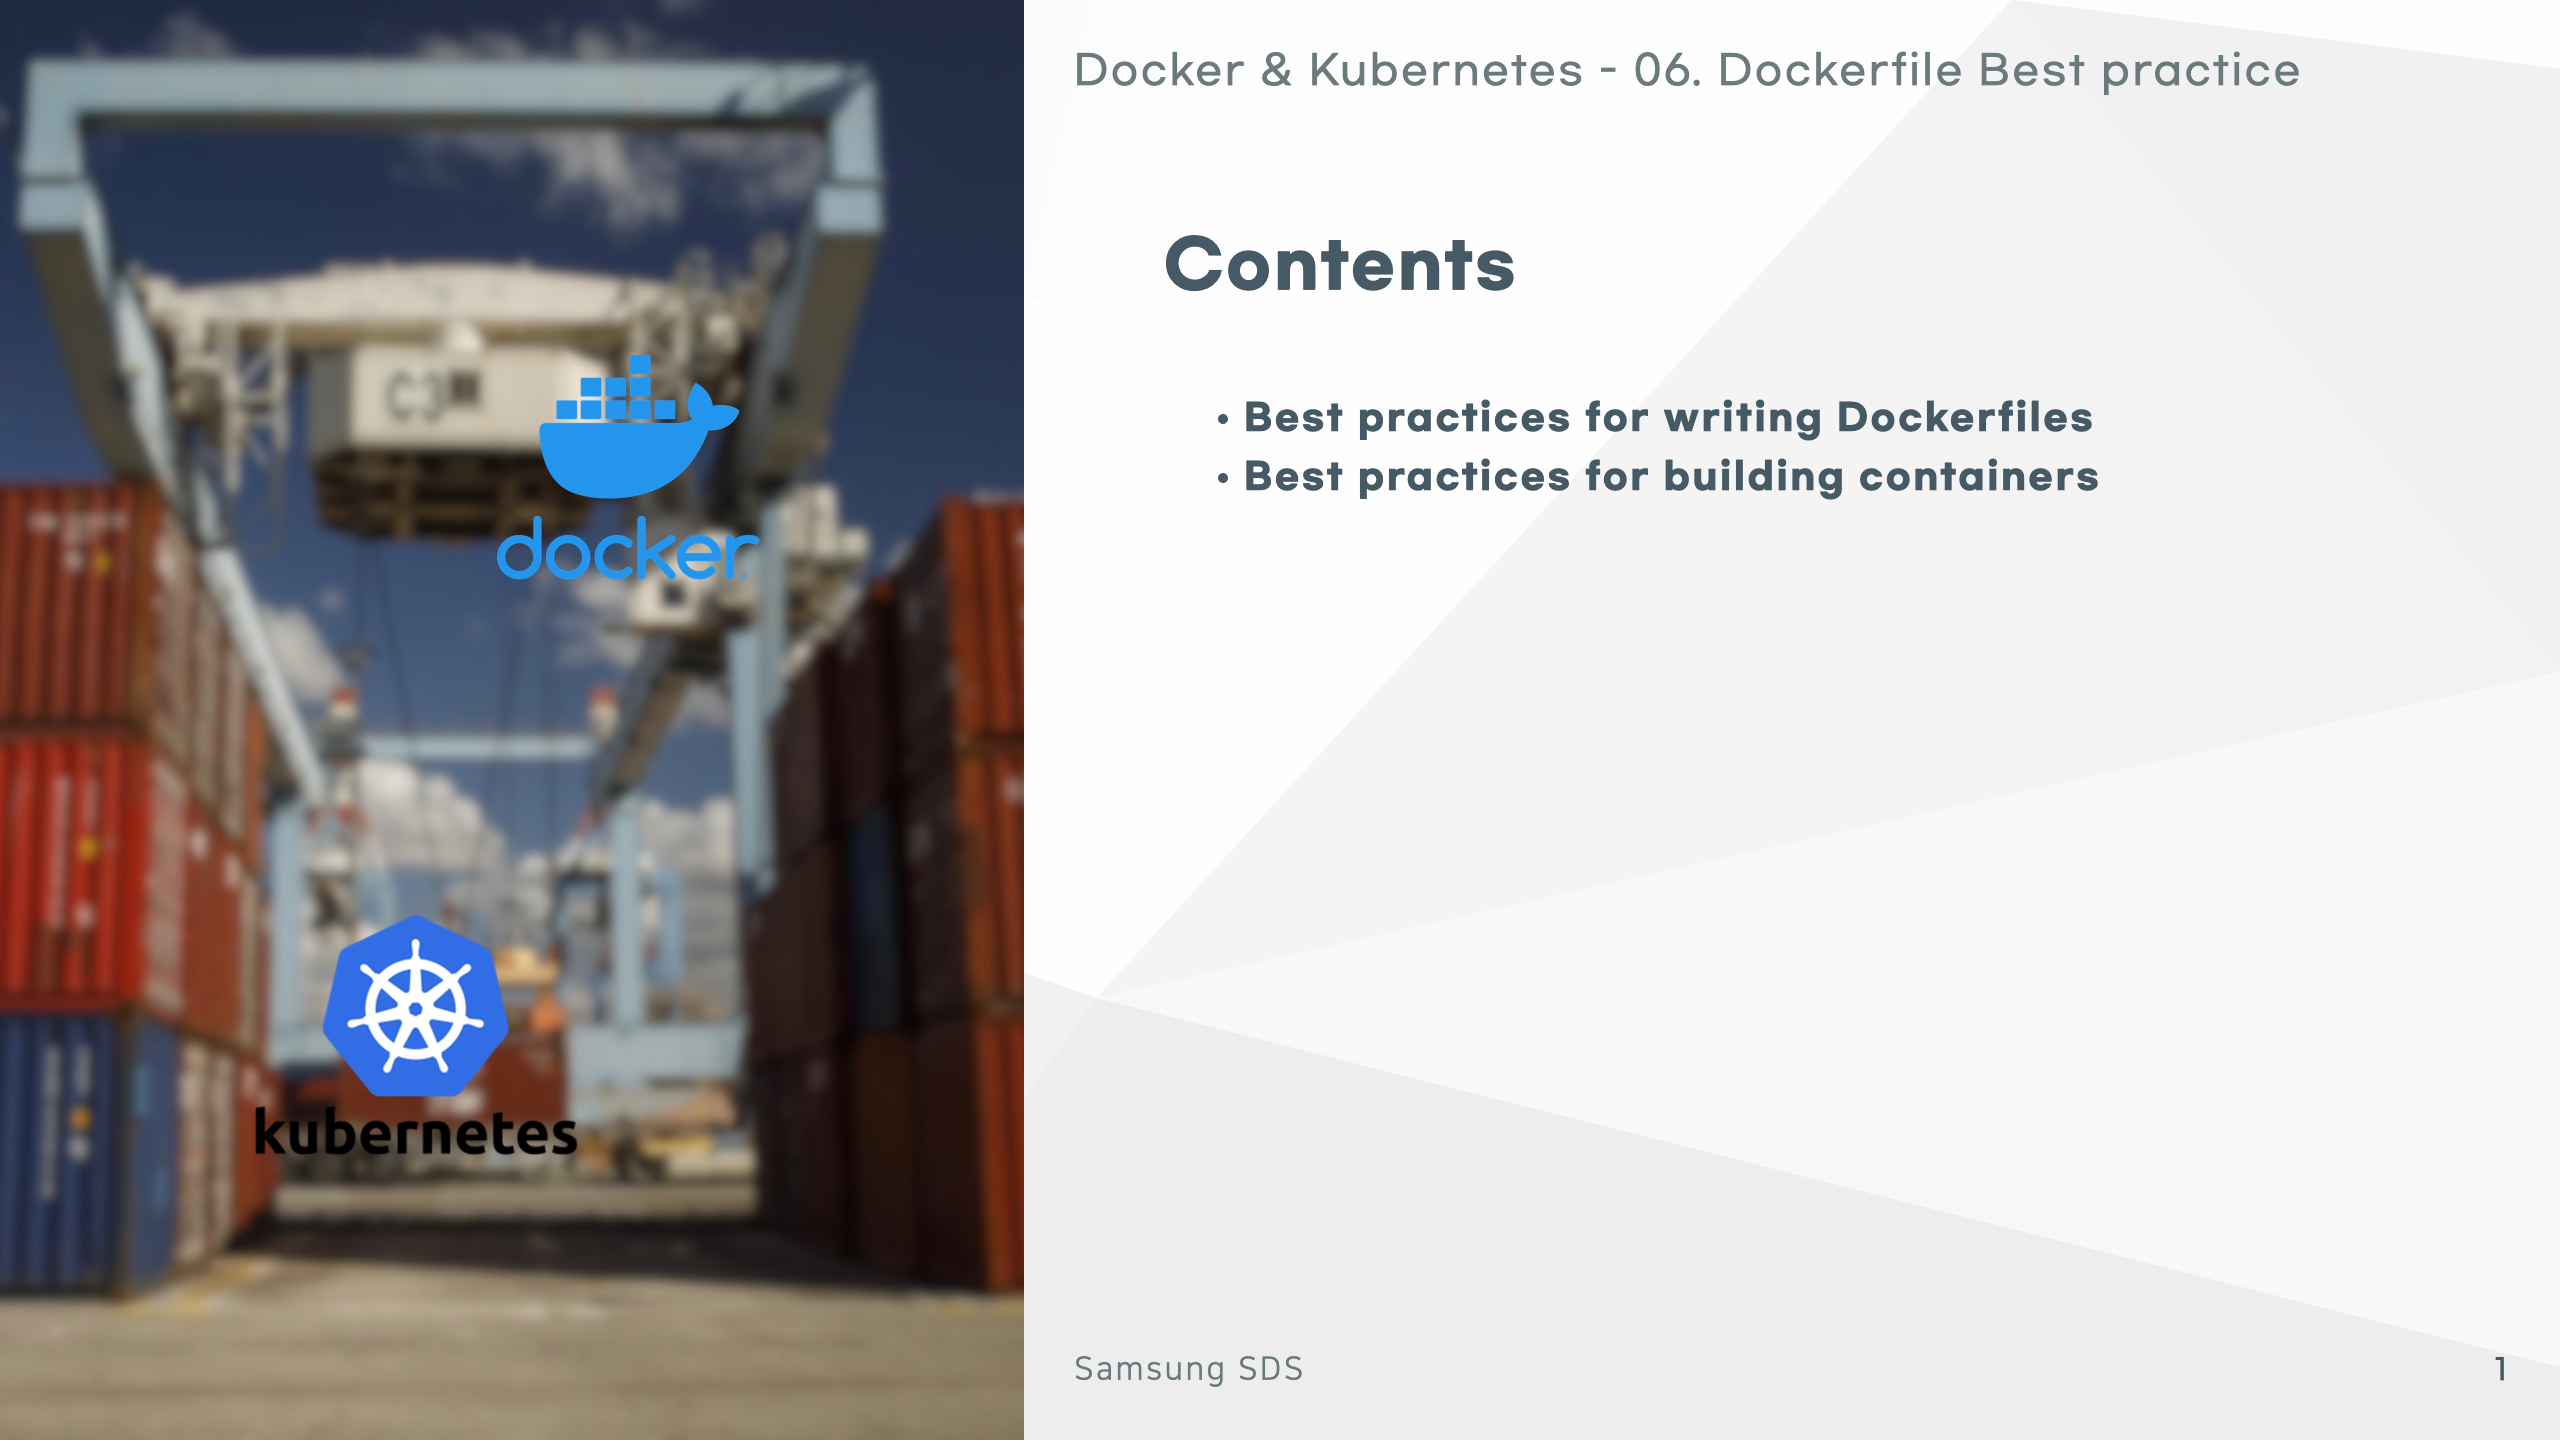 Docker & Kubernetes - 06. Dockerfile Best practice
Contents
• Best practices for writing Dockerfiles
• Best practices for building containers
C3
docker
kubernetes
Samsung SDS
1